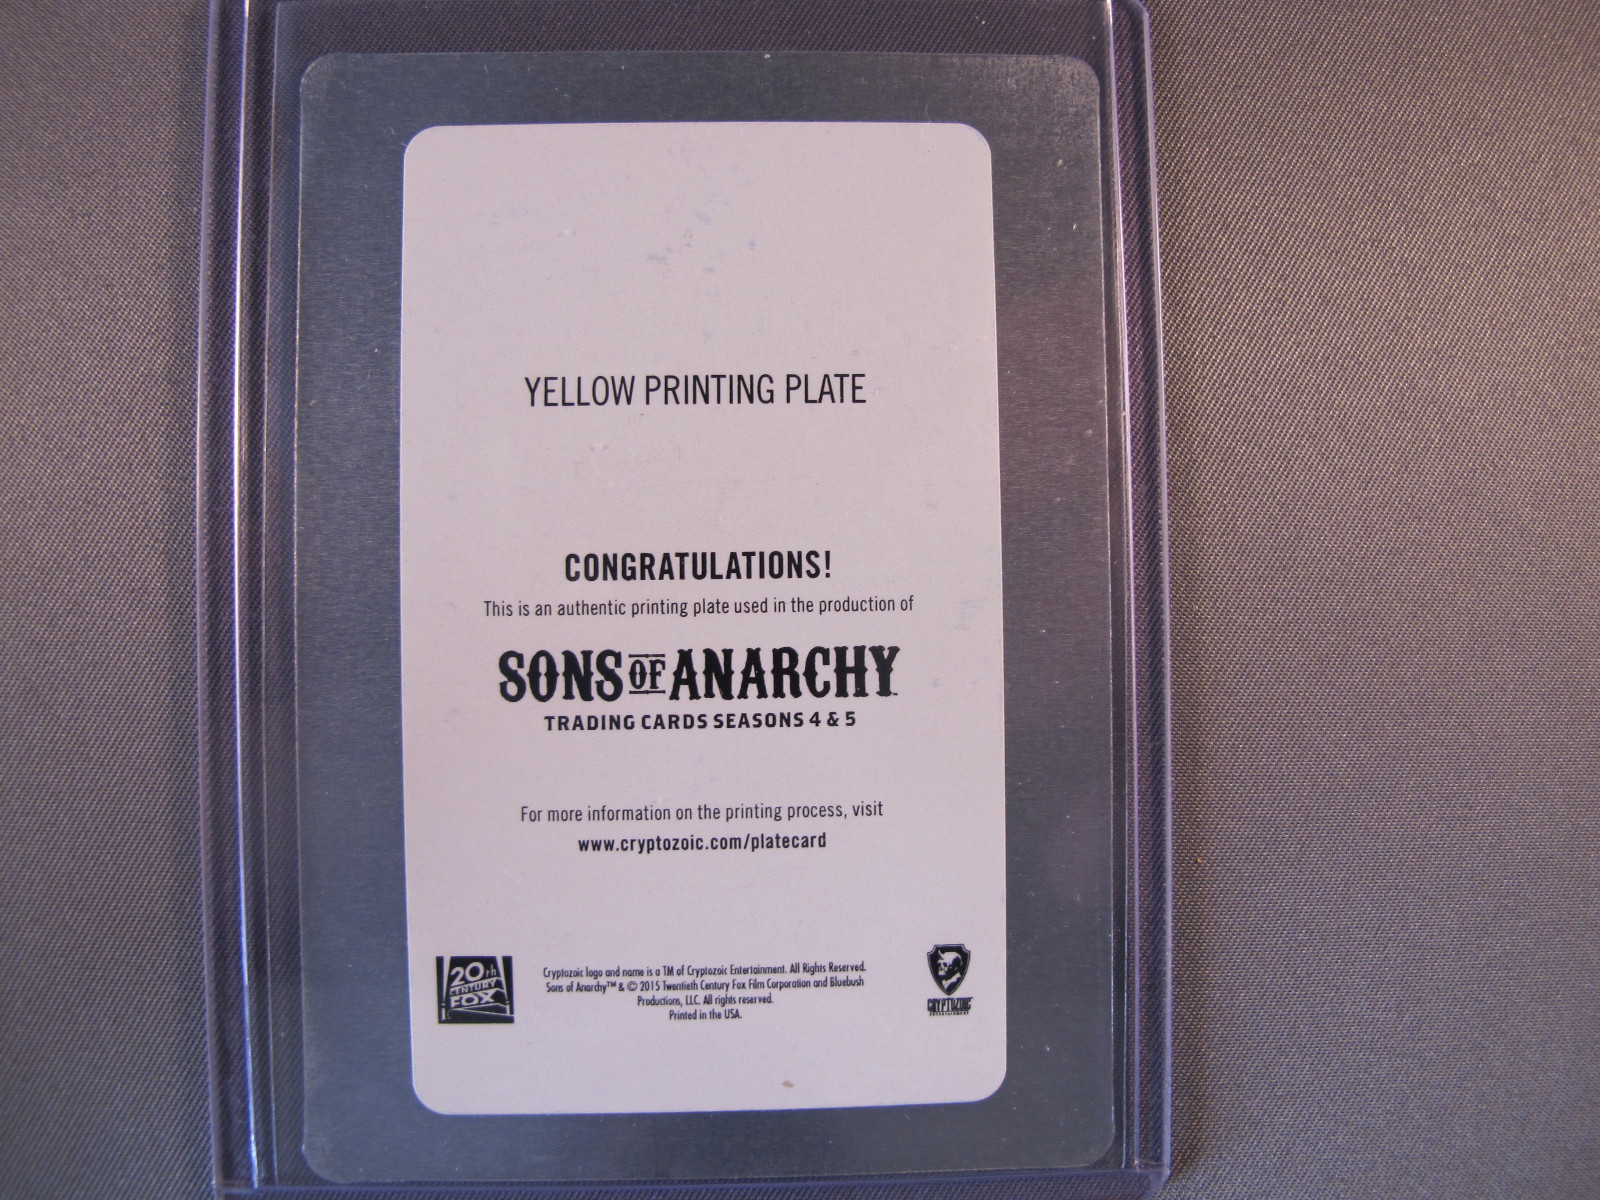 YELLOW PRINTING PLATE
CONGRATULATIONS!
This is an authentic printing plate used in the production of
SONS OF ANARCHY
TRADING CARDS SEASONS 4 & 5
For more information on the printing process, visit
www.cryptozoic.com/platecard
20th
CENTURY
FOX
Cryptozoic logo and name is a TM of Cryptozoic Entertainment. All Rights Reserved.
Sons of Anarchy™ & © 2015 Twentieth Century Fox Film Corporation and Bluebush
Productions, LLC. All rights reserved.
Printed in the USA.
CRYPTOZOIC
ENTERTAINMENT